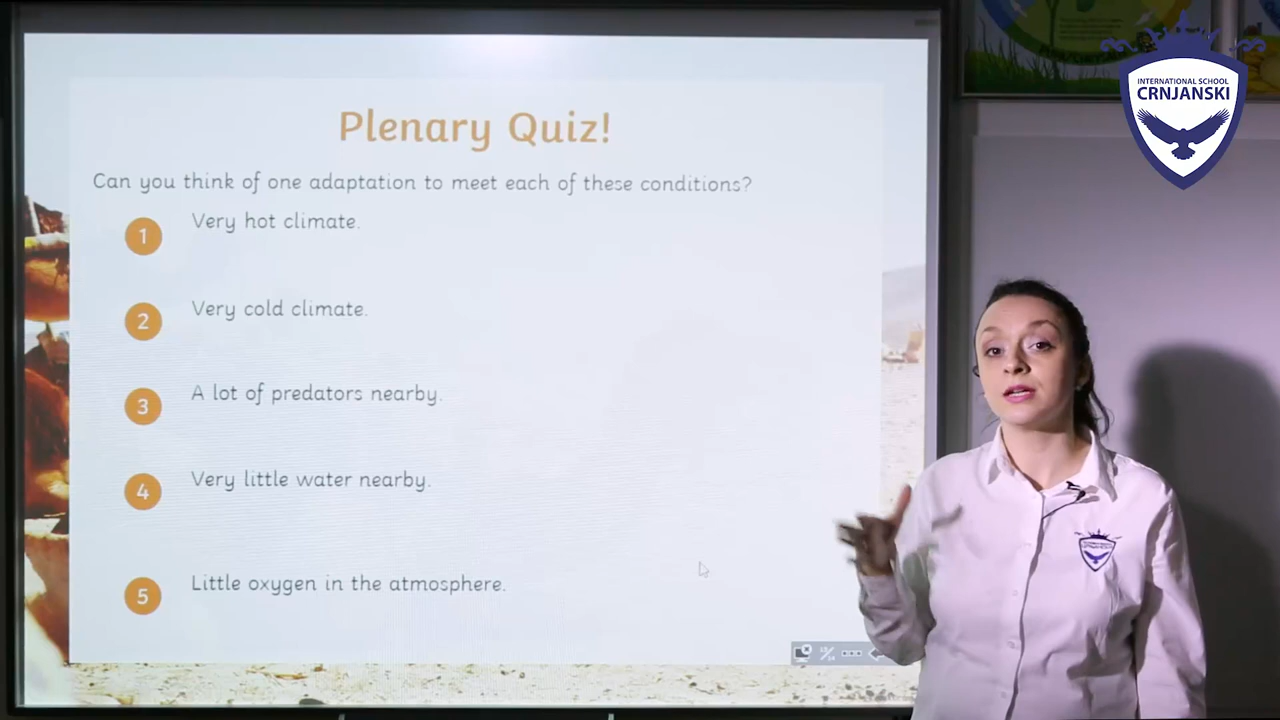 Plenary Quiz!
Can you think of one adaptation to meet each of these conditions?
1 Very hot climate.
2 Very cold climate.
3 A lot of predators nearby.
4 Very little water nearby.
5 Little oxygen in the atmosphere.
INTERNATIONAL SCHOOL
CRNJANSKI